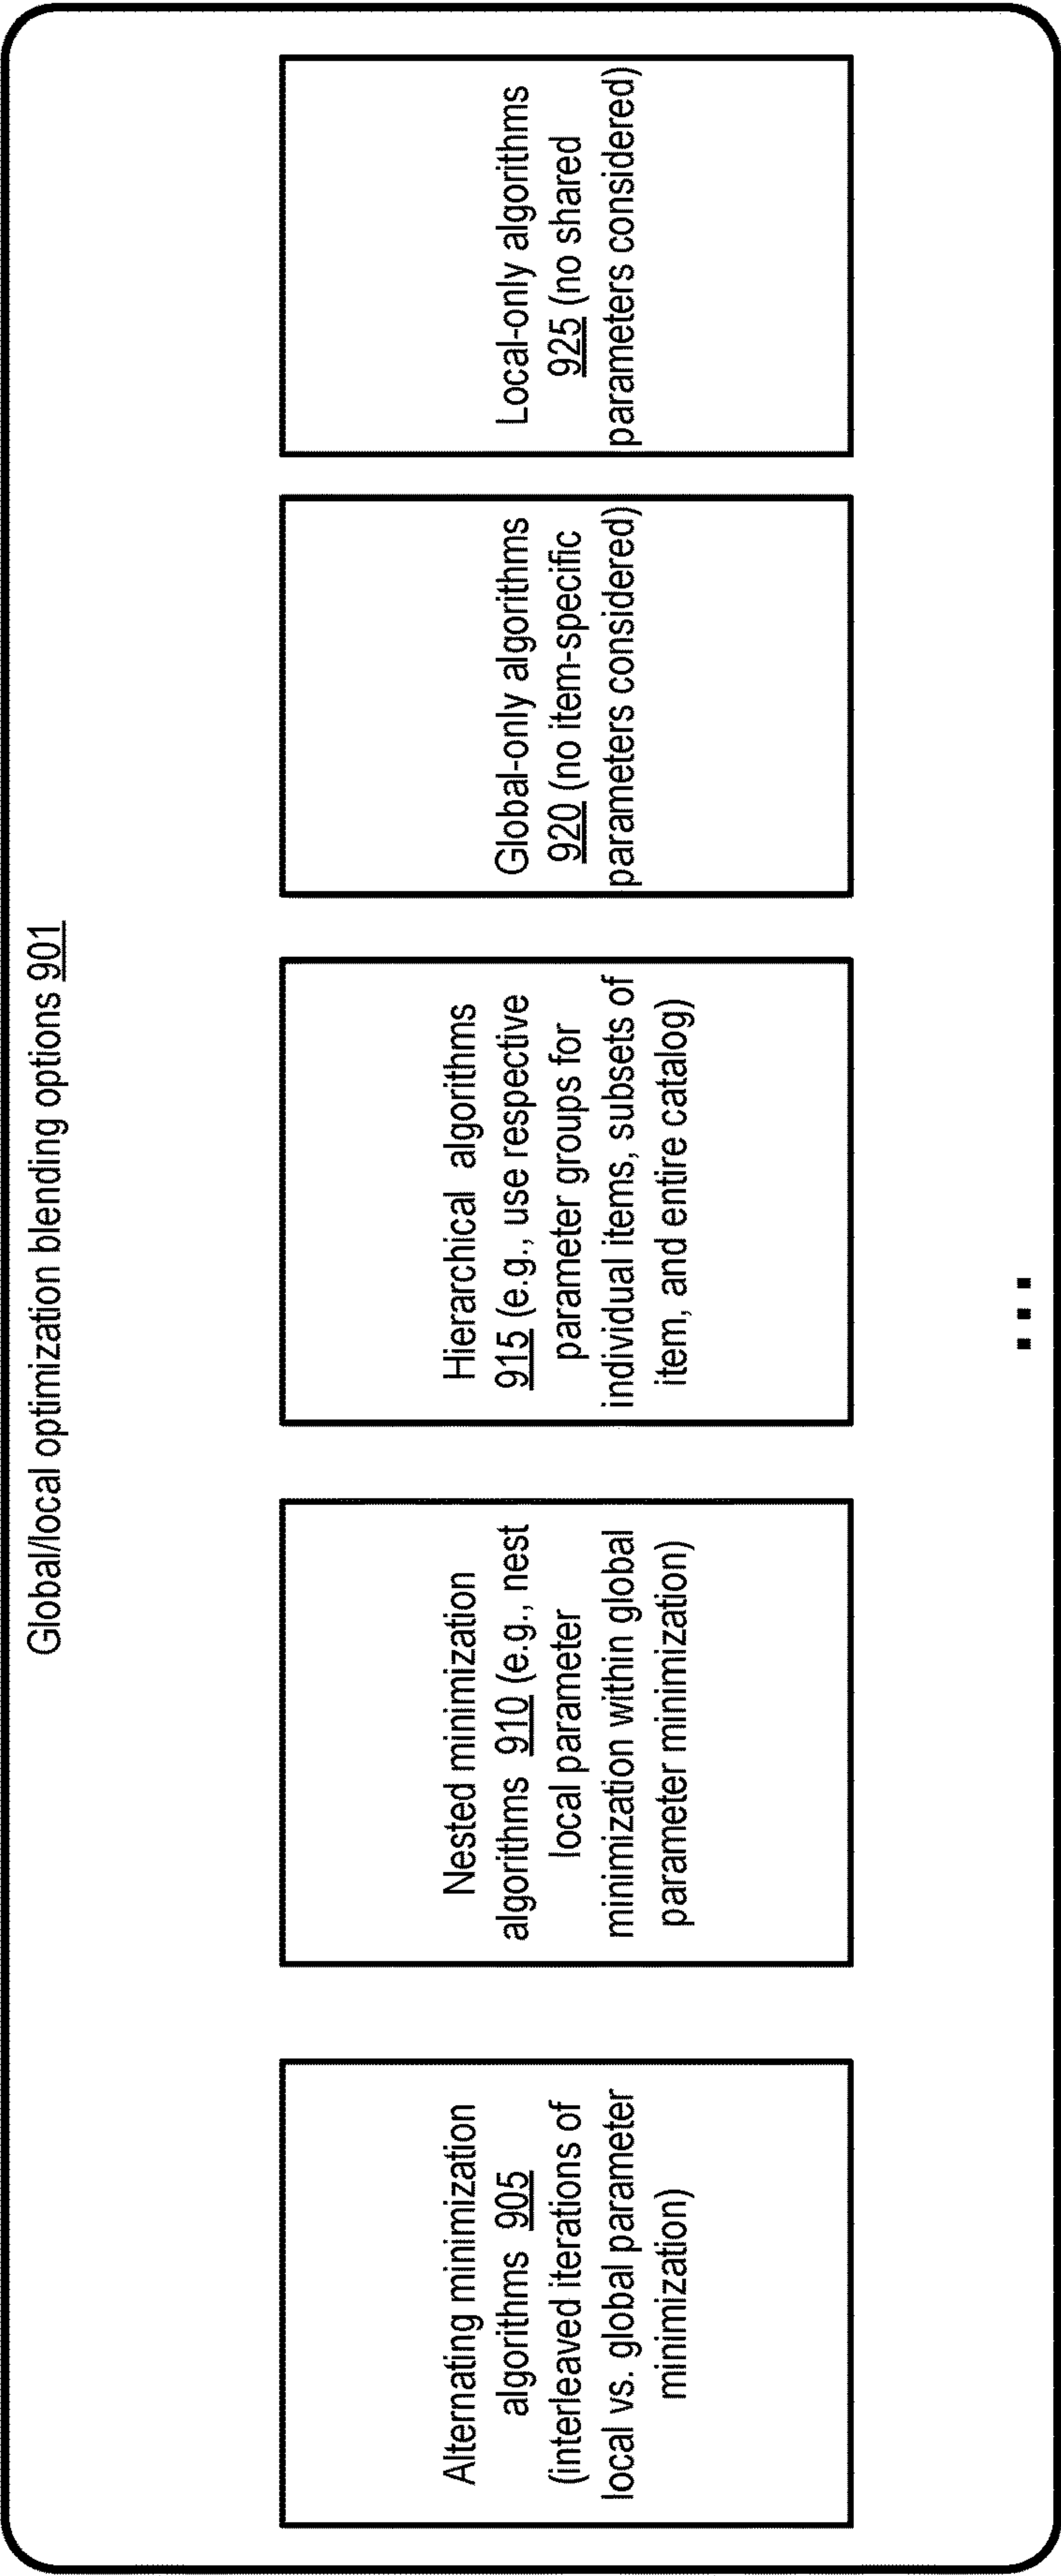 Global/local optimization blending options 901
Alternating minimization
algorithms 905
(interleaved iterations of
local vs. global parameter
minimization)
Nested minimization
algorithms 910 (e.g., nest
local parameter
minimization within global
parameter minimization)
Hierarchical algorithms
915 (e.g., use respective
parameter groups for
individual items, subsets of
item, and entire catalog)
Global-only algorithms
920 (no item-specific
parameters considered)
Local-only algorithms
925 (no shared
parameters considered)
...